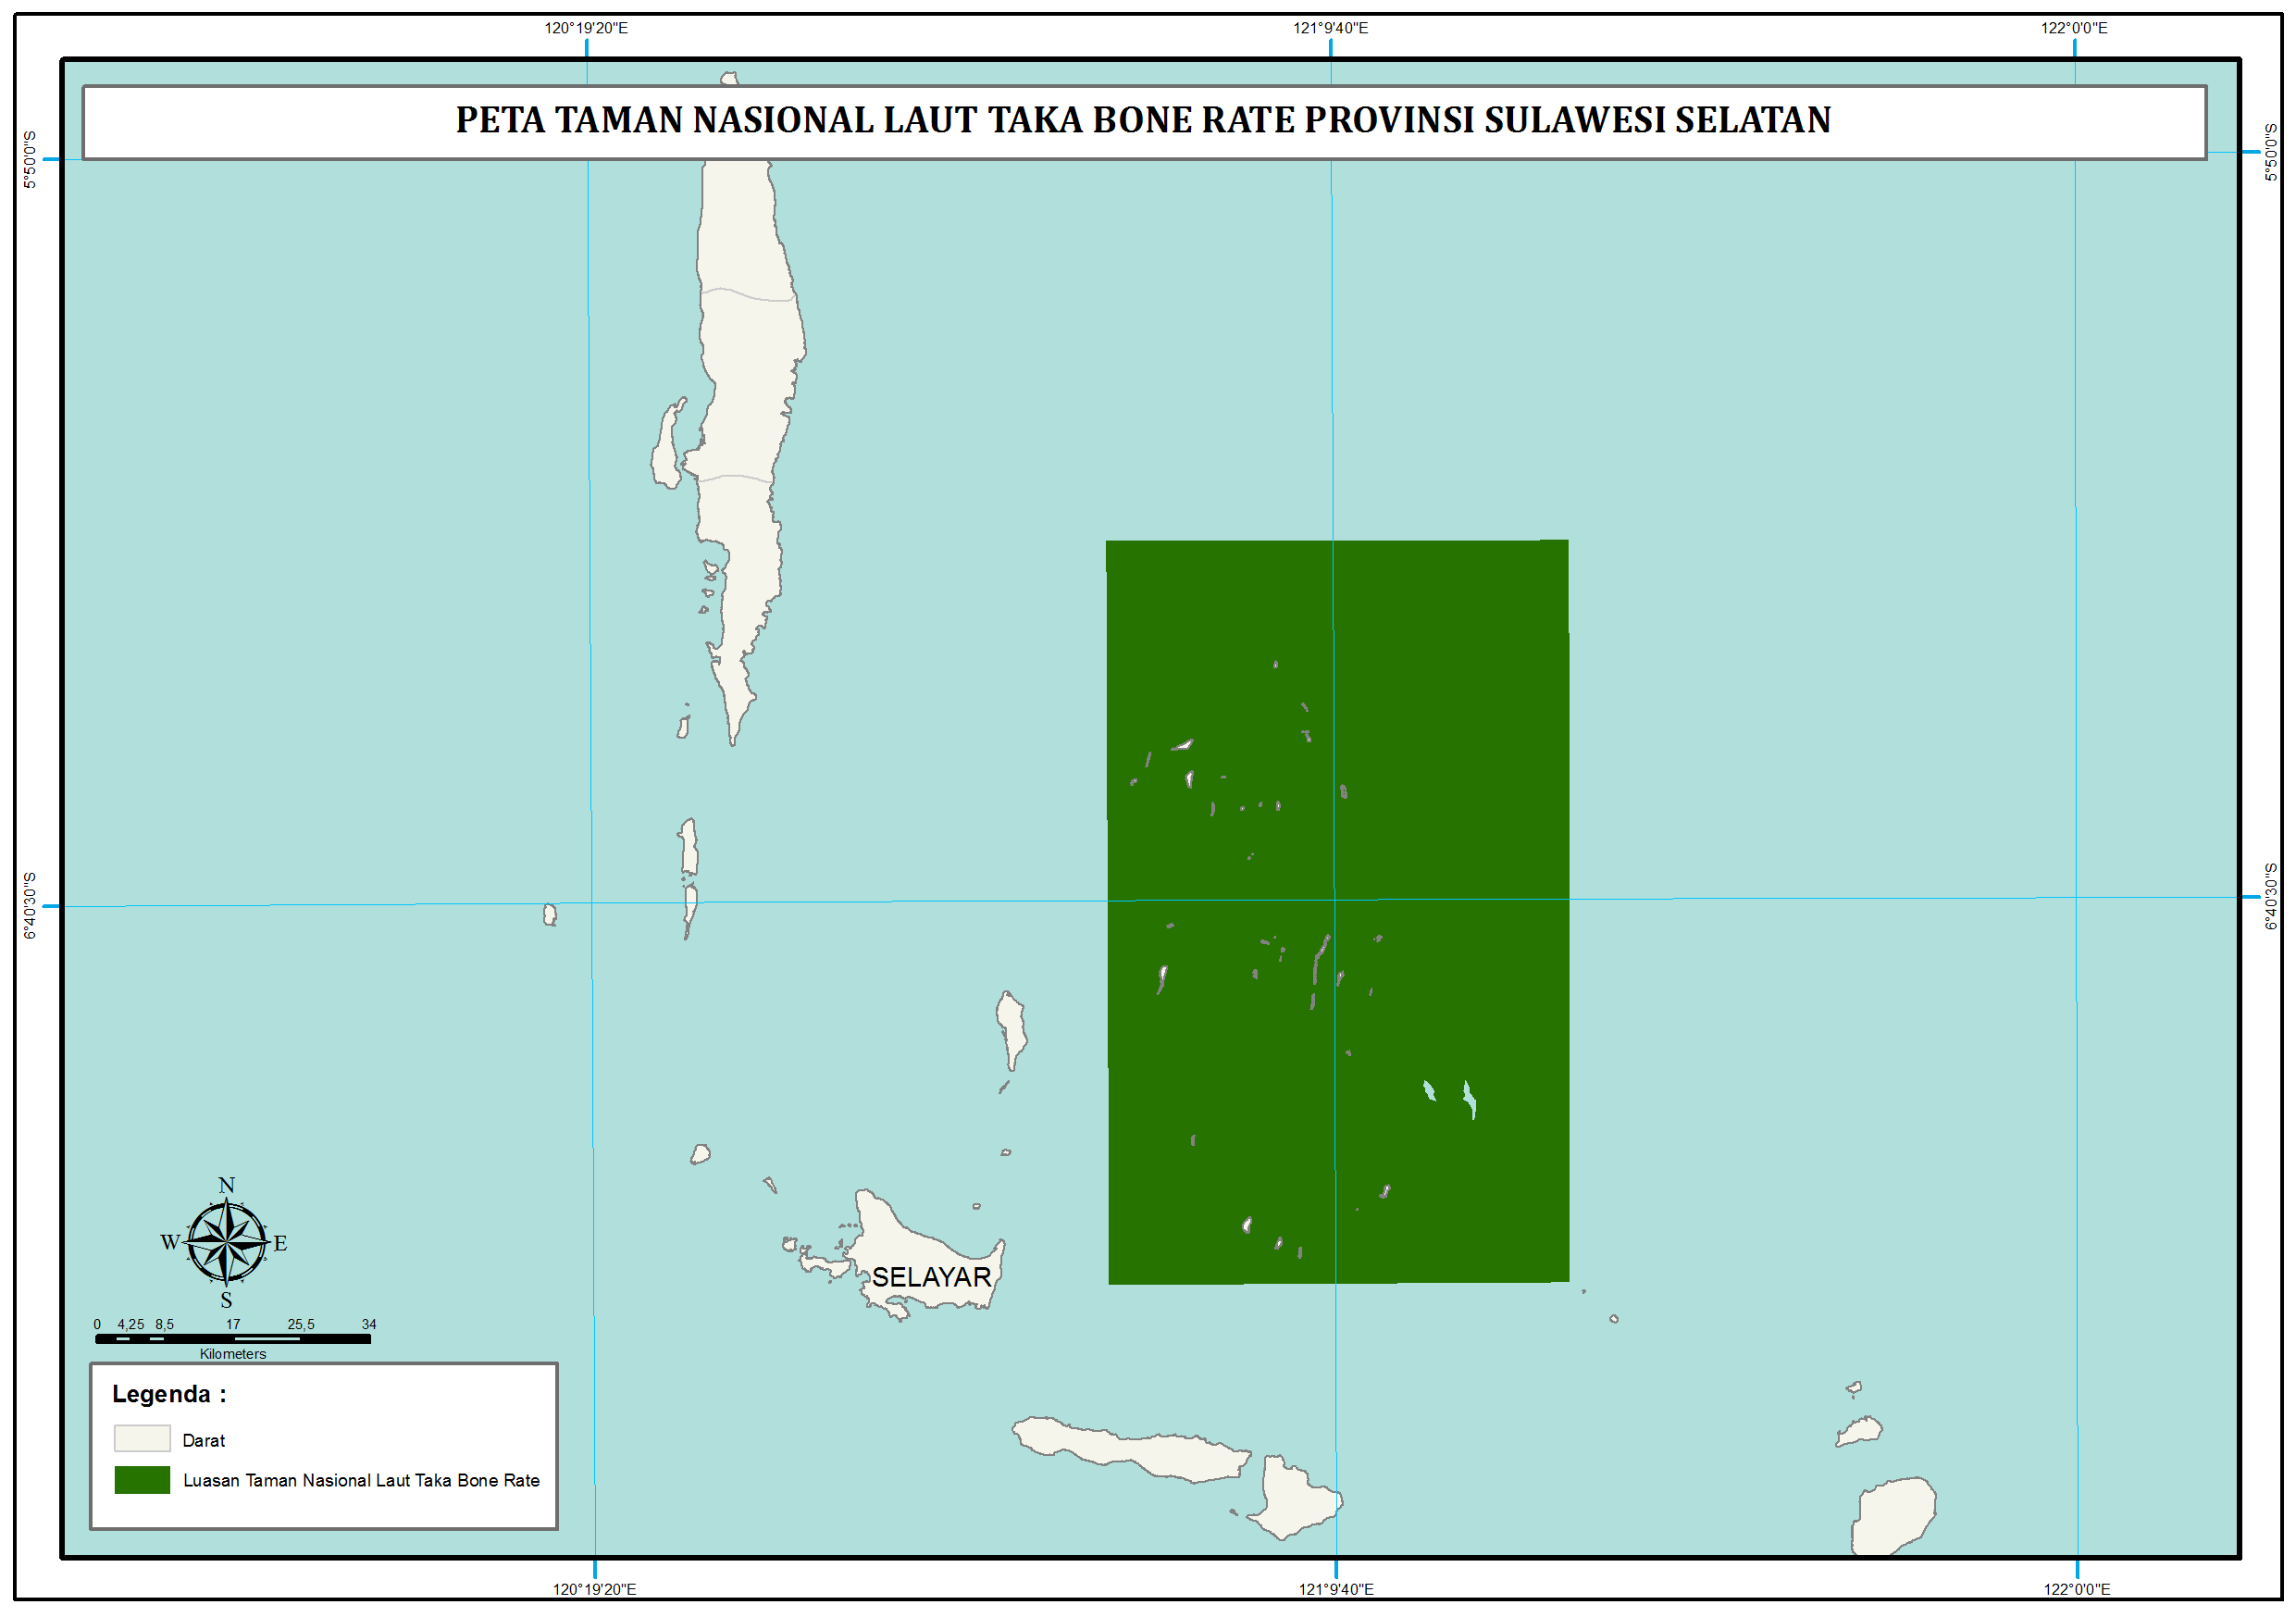 120°19'20"E 121°9'40"E 122°0'0"E
PETA TAMAN NASIONAL LAUT TAKA BONE RATE PROVINSI SULAWESI SELATAN
5°50'0"S 5°50'0"S
6°40'30"S 6°40'30"S
N
W E
S
SELAYAR
0 4,25 8,5 17 25,5 34
Kilometers
Legenda :
Darat
Luasan Taman Nasional Laut Taka Bone Rate
120°19'20"E 121°9'40"E 122°0'0"E